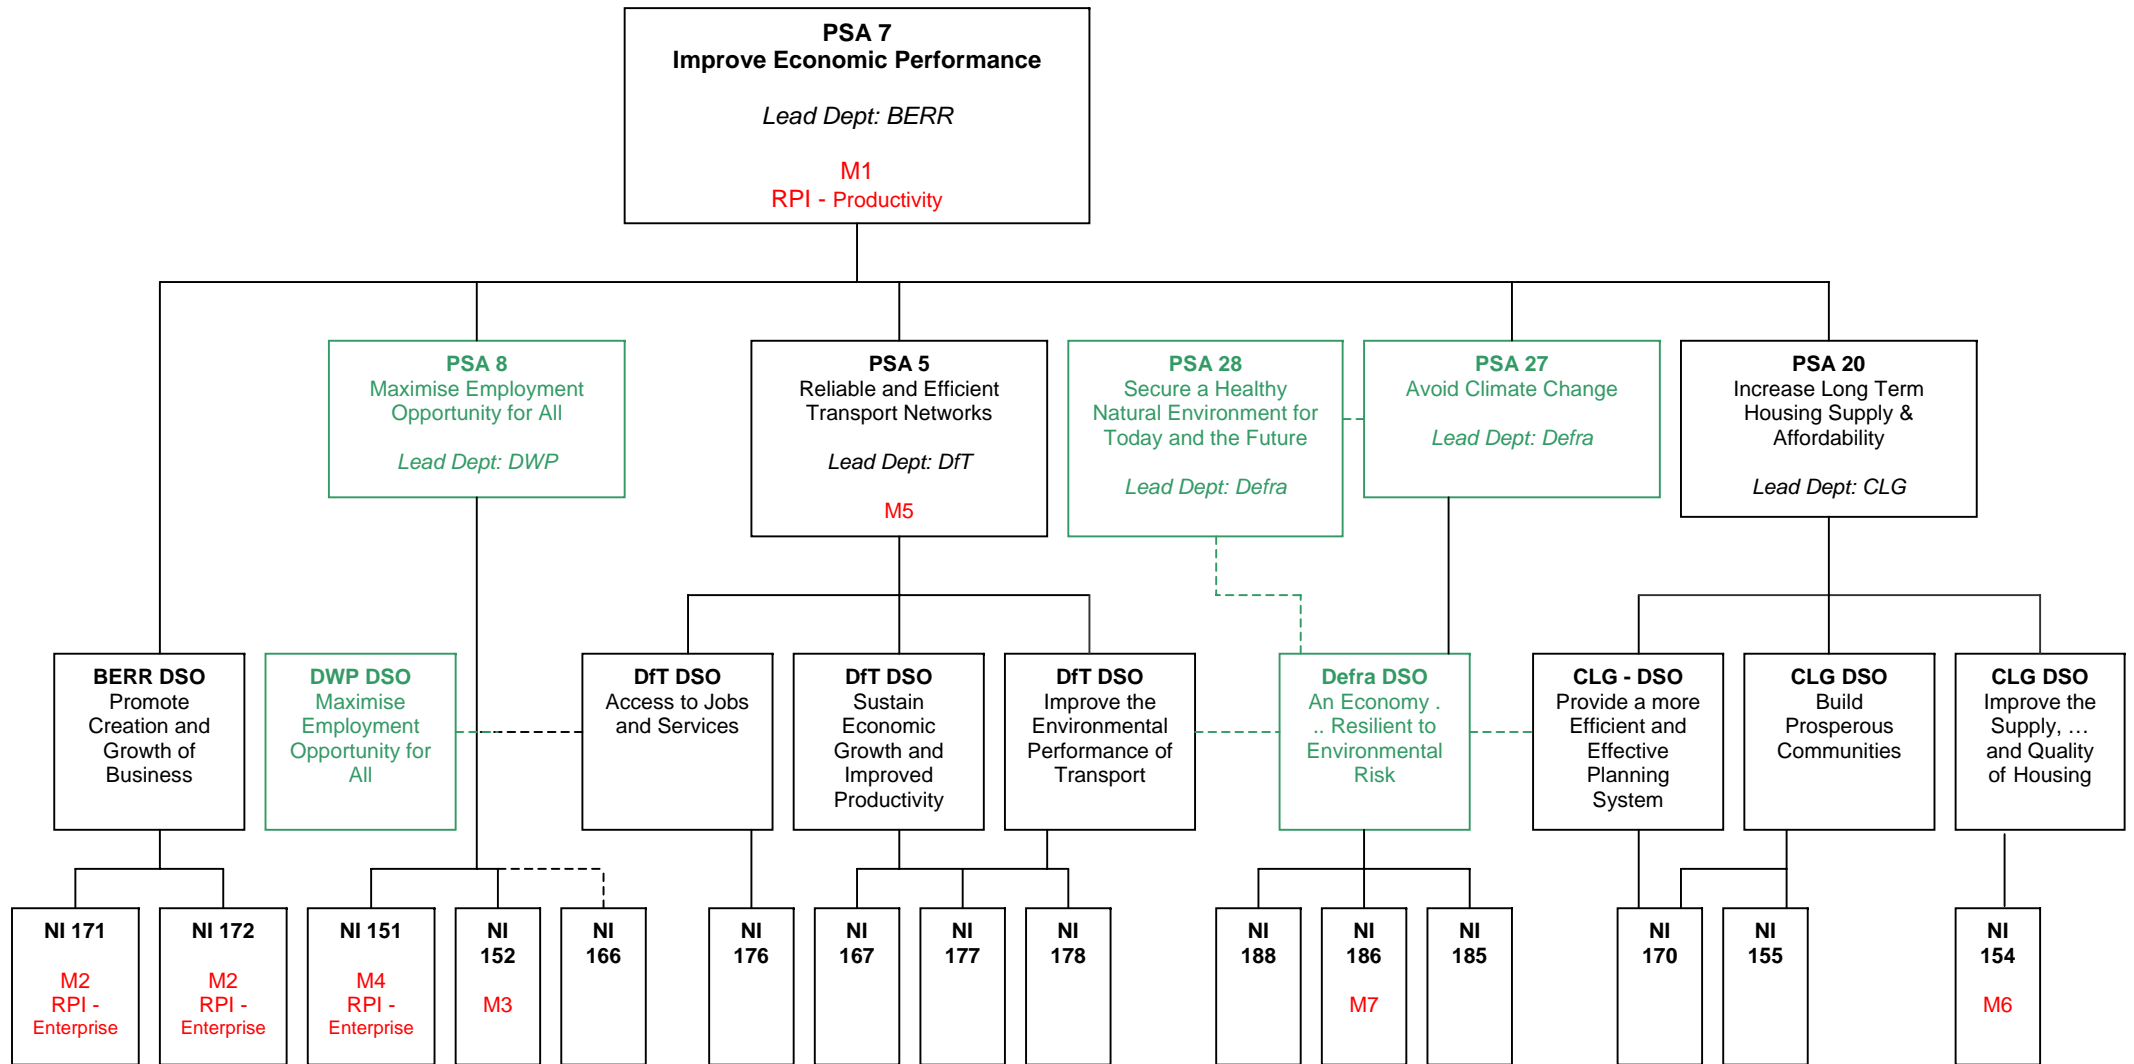 PSA 7
Improve Economic Performance
Lead Dept: BERR
M1
RPI - Productivity
PSA 8
Maximise Employment
Opportunity for All
Lead Dept: DWP
PSA 5
Reliable and Efficient
Transport Networks
Lead Dept: DfT
M5
PSA 28
Secure a Healthy
Natural Environment for
Today and the Future
Lead Dept: Defra
PSA 27
Avoid Climate Change
Lead Dept: Defra
PSA 20
Increase Long Term
Housing Supply &
Affordability
Lead Dept: CLG
BERR DSO
Promote
Creation and
Growth of
Business
DWP DSO
Maximise
Employment
Opportunity for
All
DfT DSO
Access to Jobs
and Services
DfT DSO
Sustain
Economic
Growth and
Improved
Productivity
DfT DSO
Improve the
Environmental
Performance of
Transport
Defra DSO
An Economy .
.. Resilient to
Environmental
Risk
CLG - DSO
Provide a more
Efficient and
Effective
Planning
System
CLG DSO
Build
Prosperous
Communities
CLG DSO
Improve the
Supply, …
and Quality
of Housing
NI 171
M2
RPI -
Enterprise
NI 172
M2
RPI -
Enterprise
NI 151
M4
RPI -
Enterprise
NI
152
M3
NI
166
NI
176
NI
167
NI
177
NI
178
NI
188
NI
186
M7
NI
185
NI
170
NI
155
NI
154
M6